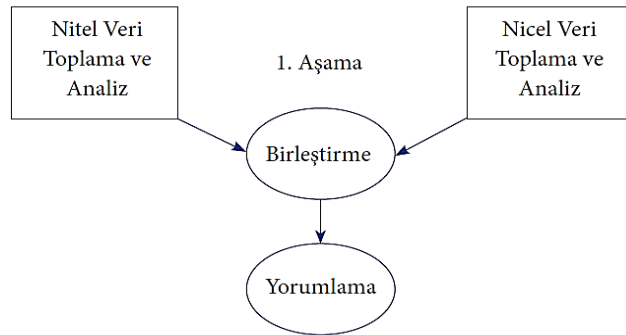 Nitel Veri
Toplama ve
Analiz
1. Aşama
Nicel Veri
Toplama ve
Analiz
Birleştirme
Yorumlama